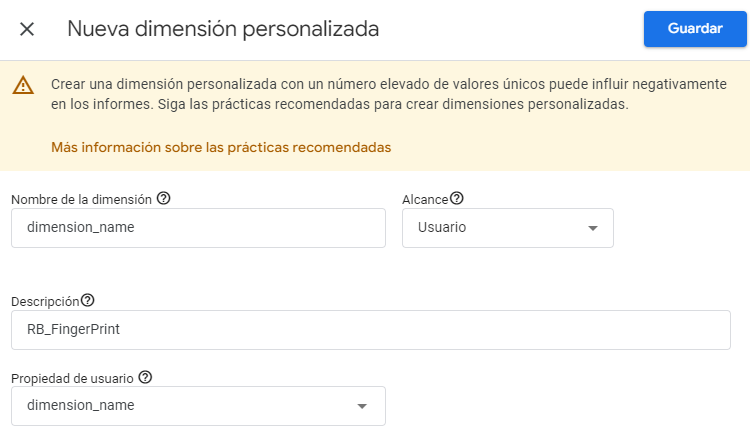 Nueva dimensión personalizada
Guardar
Crear una dimensión personalizada con un número elevado de valores únicos puede influir negativamente
en los informes. Siga las prácticas recomendadas para crear dimensiones personalizadas.
Más información sobre las prácticas recomendadas
Nombre de la dimensión
Alcance
dimension_name
Usuario
Descripción
RB_FingerPrint
Propiedad de usuario
dimension_name